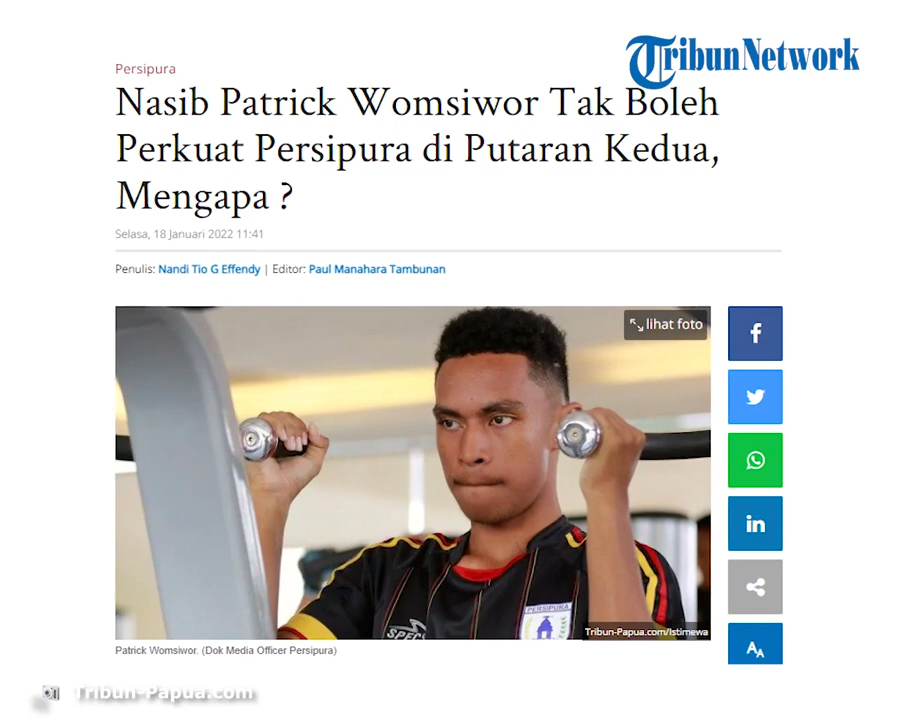 TribunNetwork
Persipura
Nasib Patrick Womsiwor Tak Boleh
Perkuat Persipura di Putaran Kedua,
Mengapa ?
Selasa, 18 Januari 2022 11:41
Penulis: Nandi Tio G Effendy | Editor: Paul Manahara Tambunan
lihat foto
PERSIPURA
SPECS
Tribun-Papua.com/Istimewa
AA
Patrick Womsiwor. (Dok Media Officer Persipura)
Tribun-Papua.com